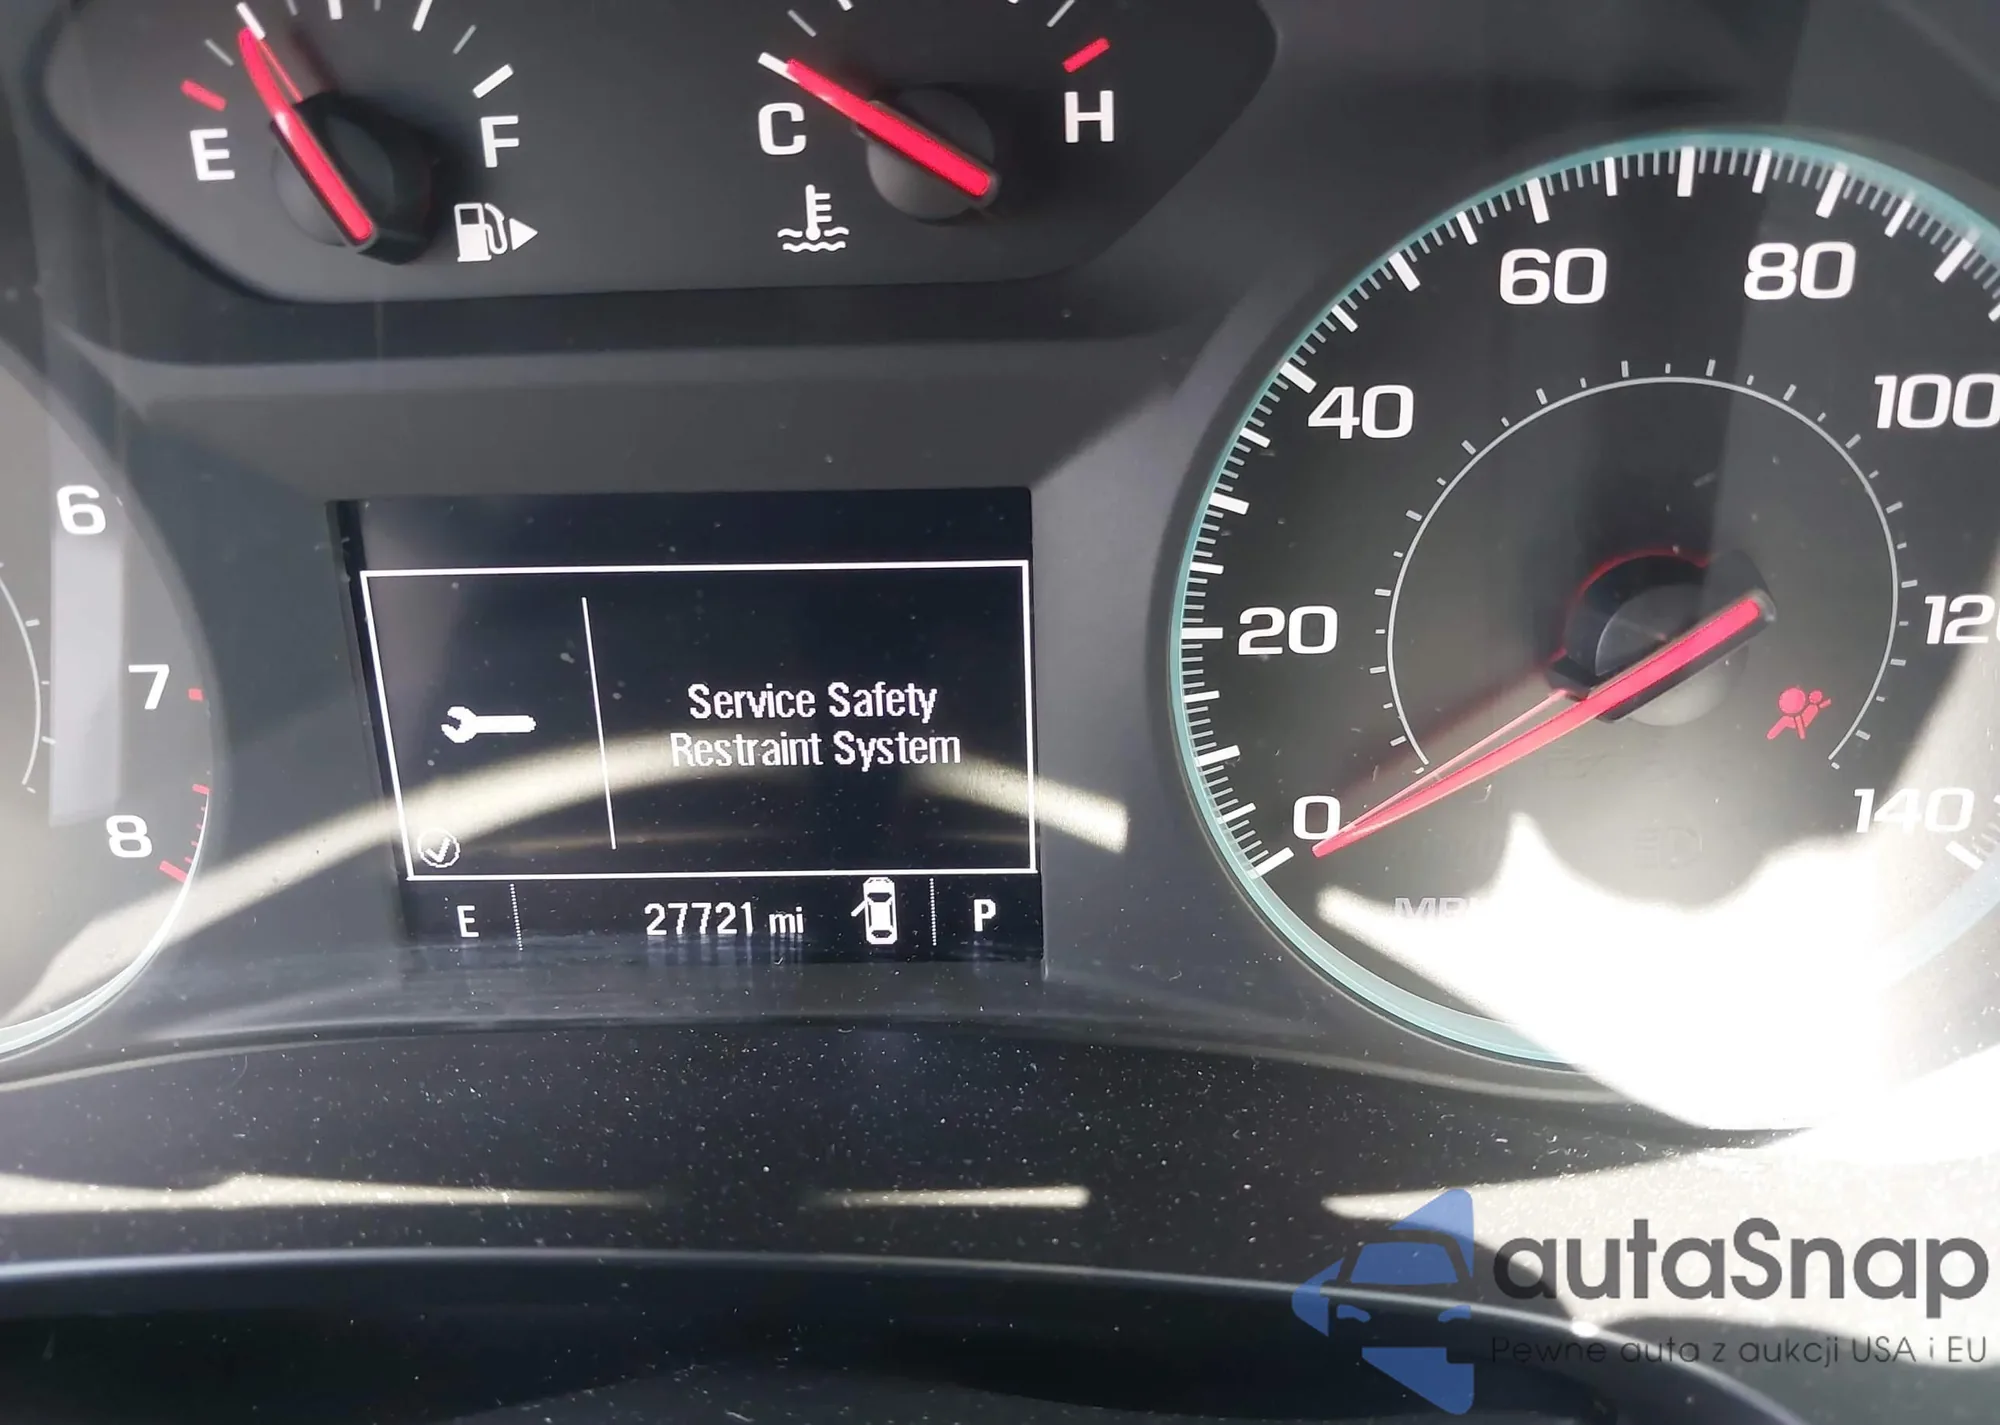 E
F
C
H
6
7
8
0
20
40
60
80
100
140
Service Safety
Restraint System
E
27721 mi
P
autaSnap
Pewne auta z aukcji USA i EU